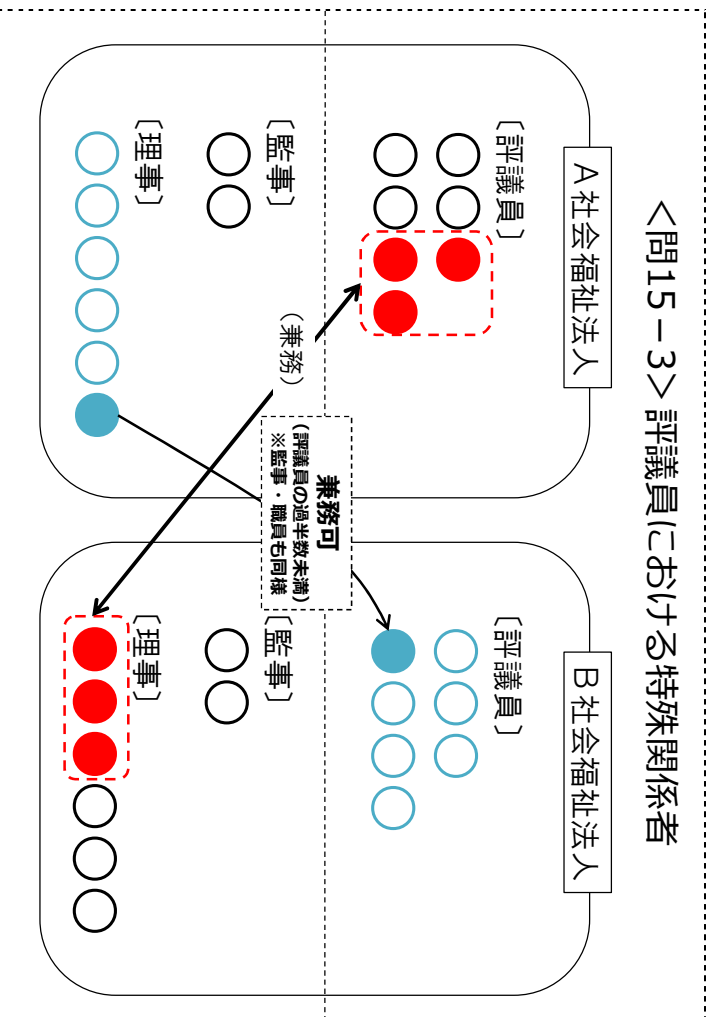 ＜問15－3＞評議員における特殊関係者
A社会福祉法人
〔評議員〕
〔監事〕
〔理事〕
（兼務）
兼務可
（評議員の過半数未満）
※監事・職員も同様
B社会福祉法人
〔評議員〕
〔監事〕
〔理事〕